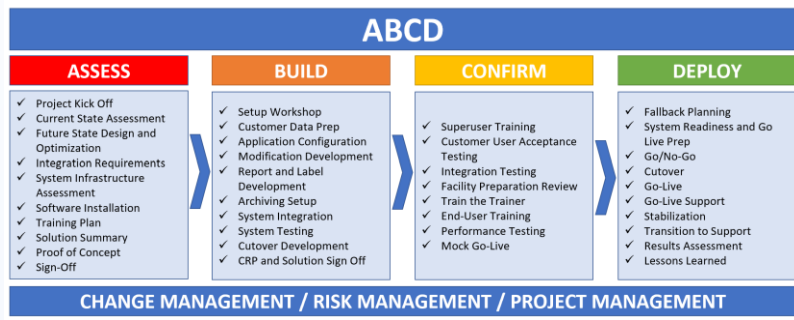 ABCD
ASSESS
✓ Project Kick Off
✓ Current State Assessment
✓ Future State Design and
Optimization
✓ Integration Requirements
✓ System Infrastructure
Assessment
✓ Software Installation
✓ Training Plan
✓ Solution Summary
✓ Proof of Concept
✓ Sign-Off
BUILD
✓ Setup Workshop
✓ Customer Data Prep
✓ Application Configuration
✓ Modification Development
✓ Report and Label
Development
✓ Archiving Setup
✓ System Integration
✓ System Testing
✓ Cutover Development
✓ CRP and Solution Sign Off
CONFIRM
✓ Superuser Training
✓ Customer User Acceptance
Testing
✓ Integration Testing
✓ Facility Preparation Review
✓ Train the Trainer
✓ End-User Training
✓ Performance Testing
✓ Mock Go-Live
DEPLOY
✓ Fallback Planning
✓ System Readiness and Go
Live Prep
✓ Go/No-Go
✓ Cutover
✓ Go-Live
✓ Go-Live Support
✓ Stabilization
✓ Transition to Support
✓ Results Assessment
✓ Lessons Learned
CHANGE MANAGEMENT / RISK MANAGEMENT / PROJECT MANAGEMENT